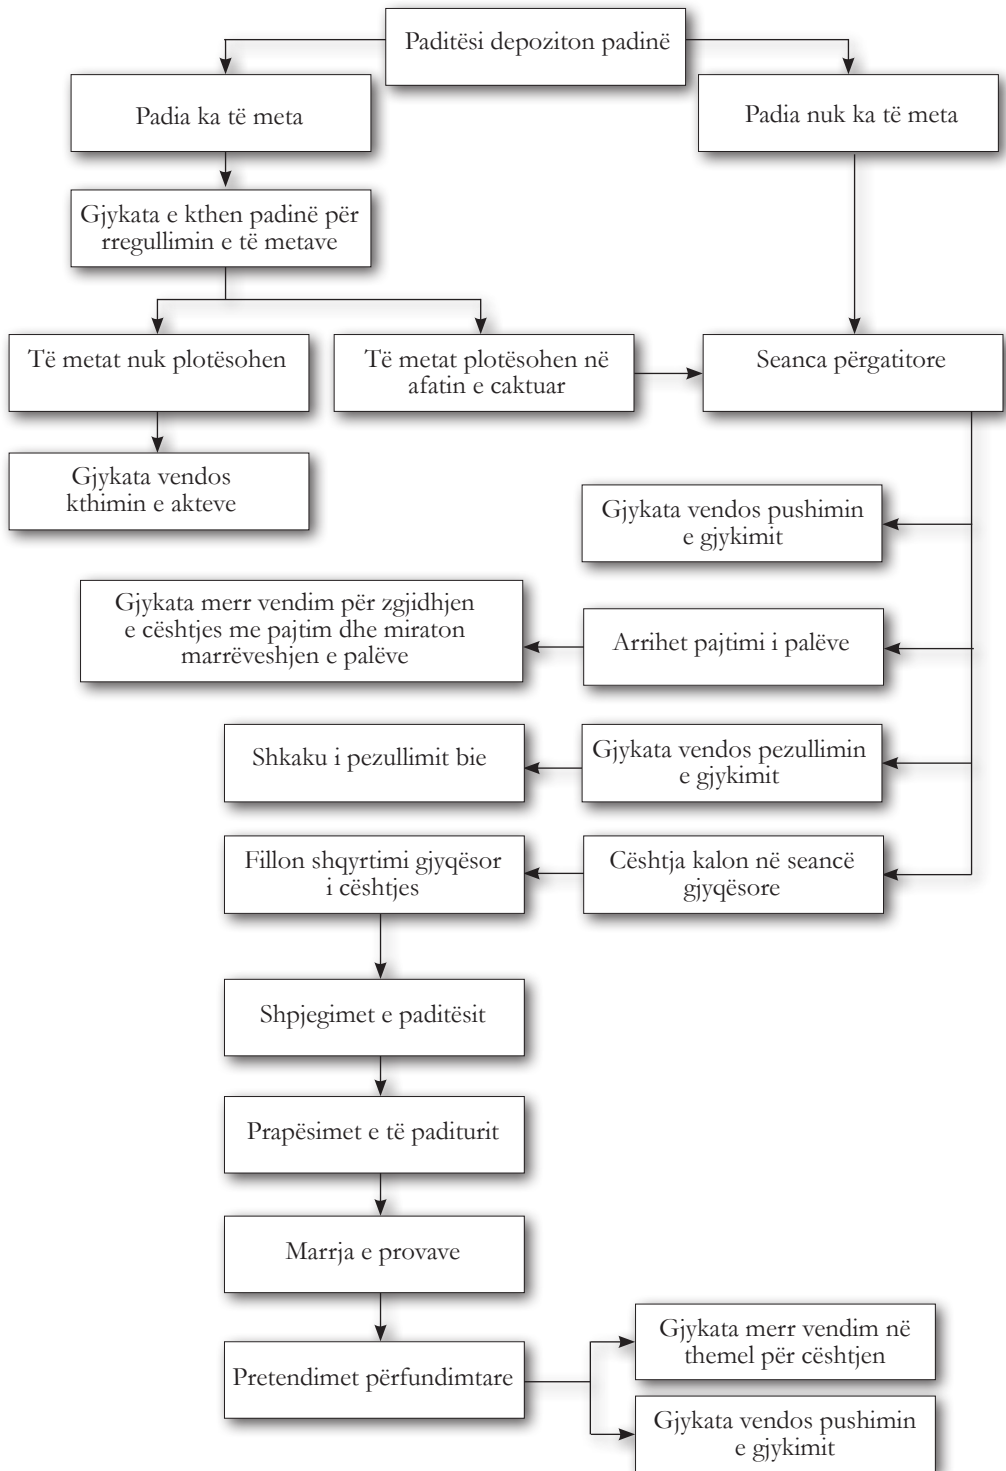 Paditësi depoziton padinë
Padia ka të meta
Padia nuk ka të meta
Gjykata e kthen padinë për
rregullimin e të metave
Të metat nuk plotësohen
Të metat plotësohen në
afatin e caktuar
Seanca përgatitore
Gjykata vendos
kthimin e akteve
Gjykata vendos pushimin
e gjykimit
Gjykata merr vendim për zgjidhjen
e cështjes me pajtim dhe miraton
marrëveshjen e palëve
Arrihet pajtimi i palëve
Shkaku i pezullimit bie
Gjykata vendos pezullimin
e gjykimit
Fillon shqyrtimi gjyqësor
i cështjes
Cështja kalon në seancë
gjyqësore
Shpjegimet e paditësit
Prapësimet e të paditurit
Marrja e provave
Pretendimet përfundimtare
Gjykata merr vendim në
themel për cështjen
Gjykata vendos pushimin
e gjykimit